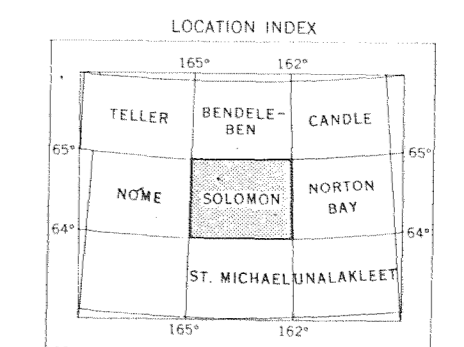 LOCATION INDEX
165° 162°
TELLER BENDELE-
BEN CANDLE
65° 65°
NOME SOLOMON NORTON
BAY
64° 64°
ST. MICHAEL UNALAKLEET
165° 162°